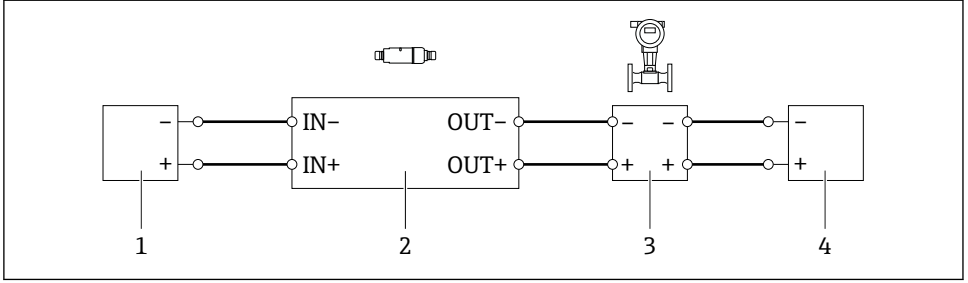 − IN− OUT− − − −
+ IN+ OUT+ + + +
1 2 3 4